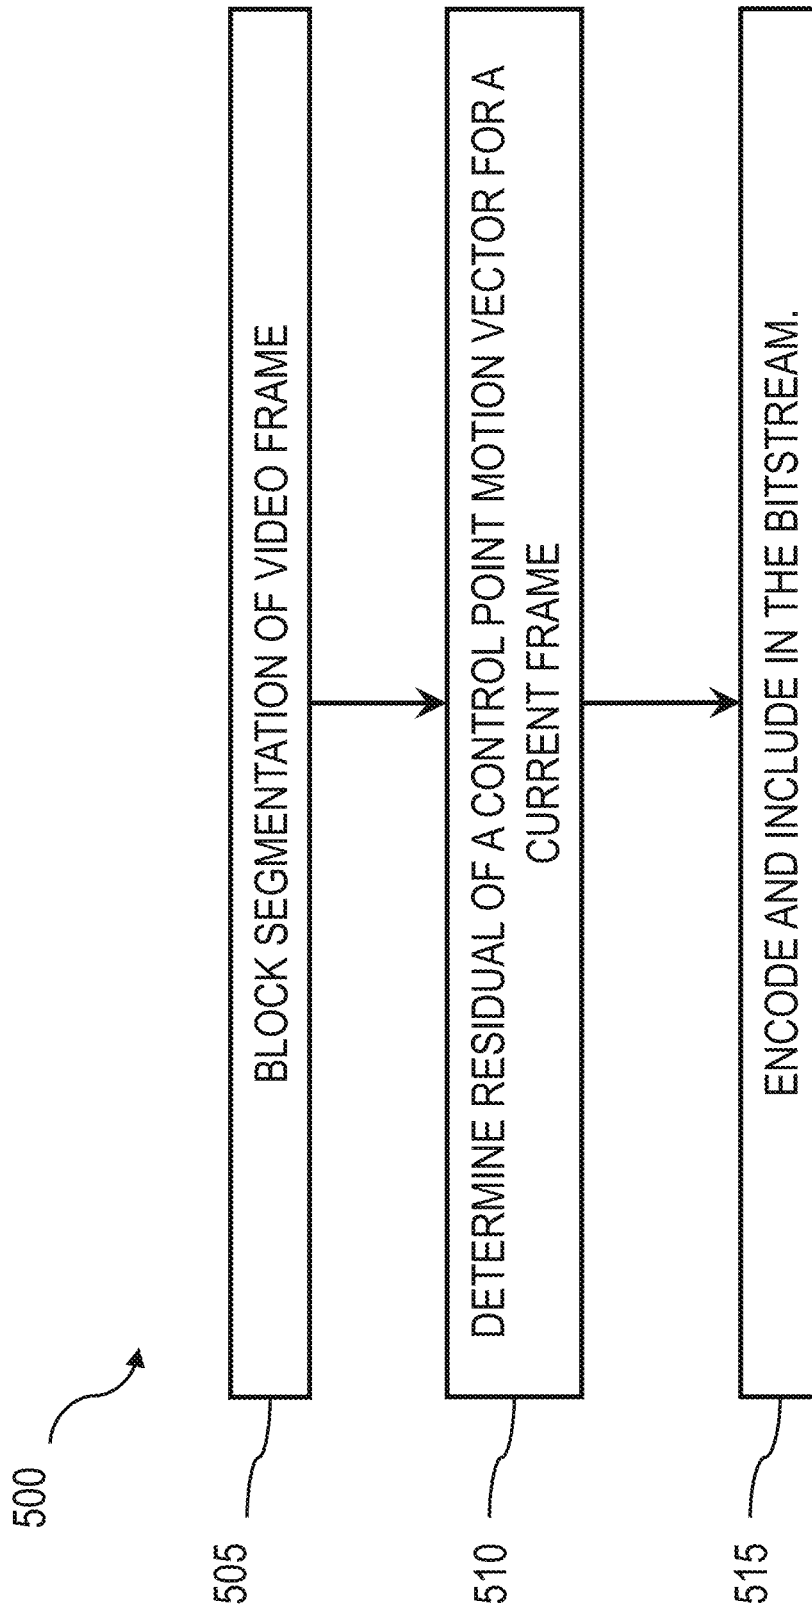 500
505
BLOCK SEGMENTATION OF VIDEO FRAME
510
DETERMINE RESIDUAL OF A CONTROL POINT MOTION VECTOR FOR A
CURRENT FRAME
515
ENCODE AND INCLUDE IN THE BITSTREAM.